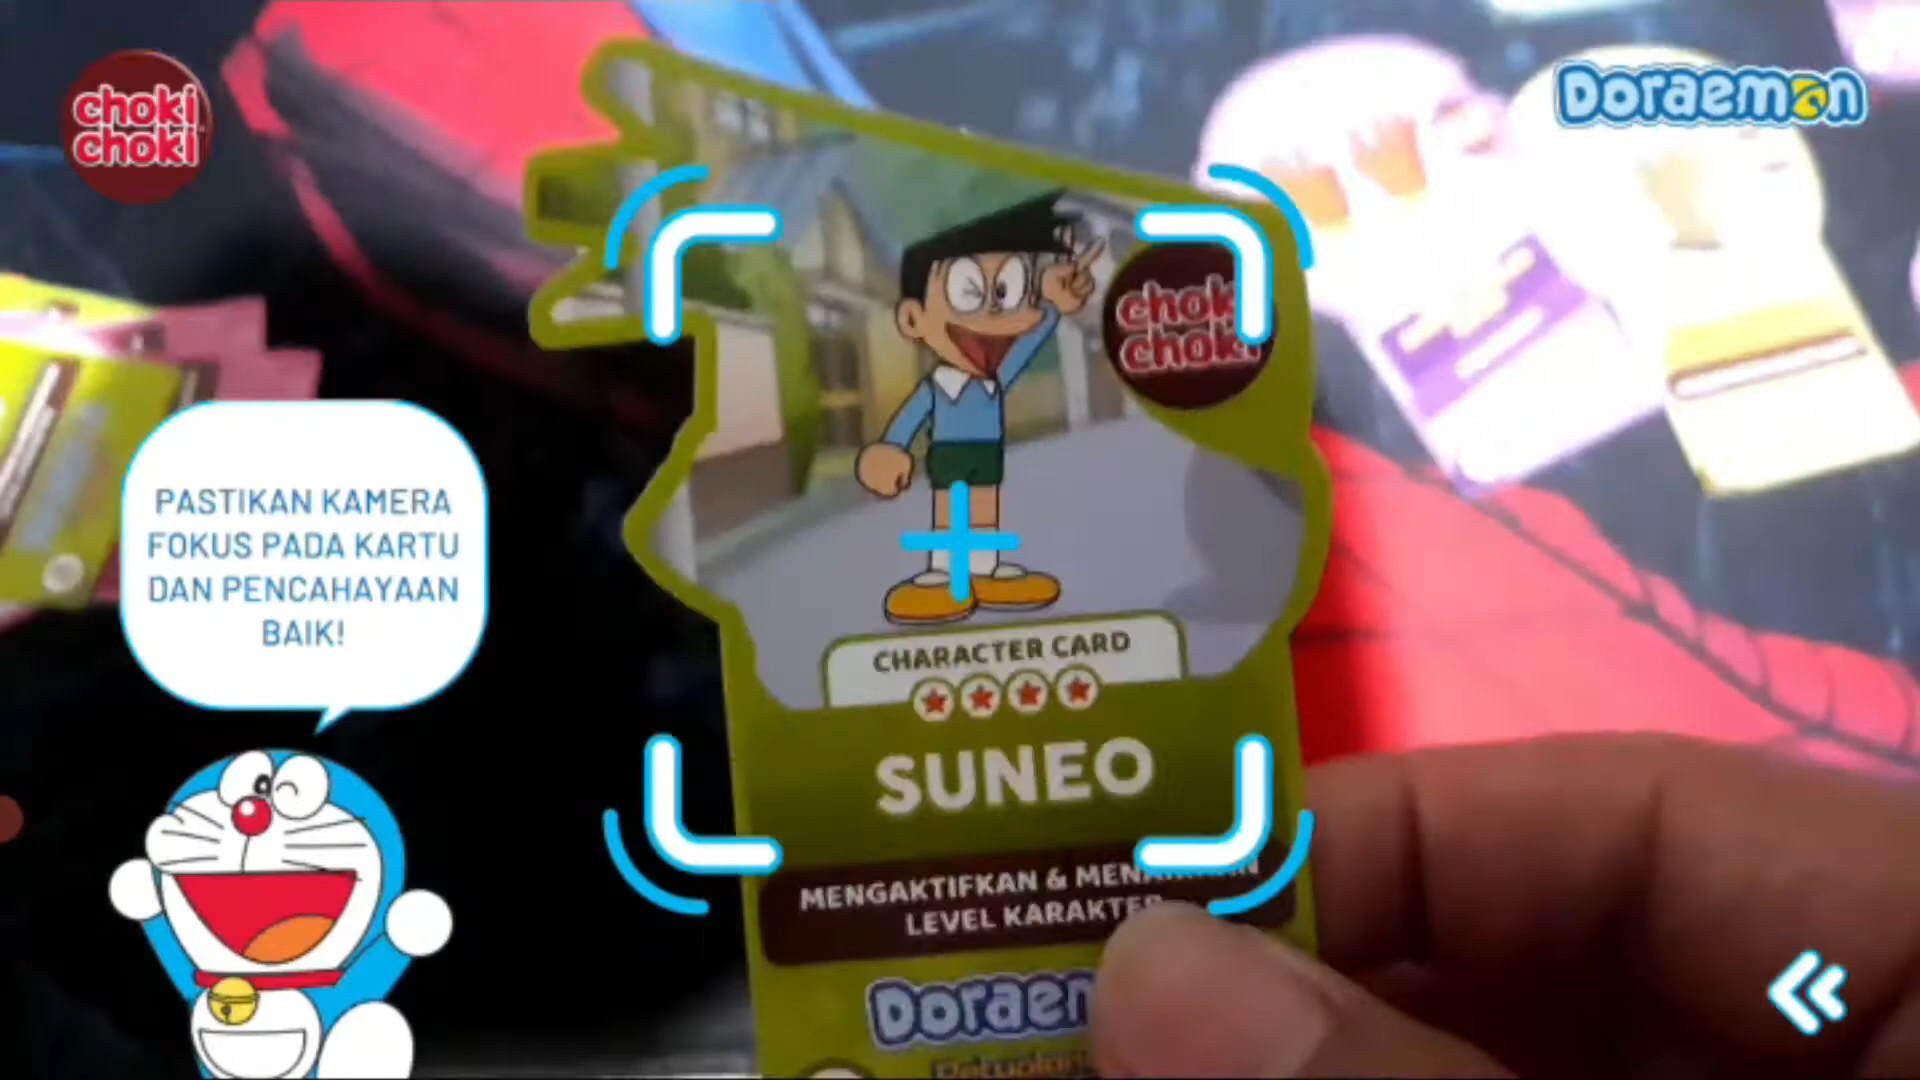 choki
choki
Doraemon
choki
choki
PASTIKAN KAMERA
FOKUS PADA KARTU
DAN PENCAHAYAAN
BAIK!
CHARACTER CARD
SUNEO
MENGAKTIFKAN &
LEVEL KARAKTER